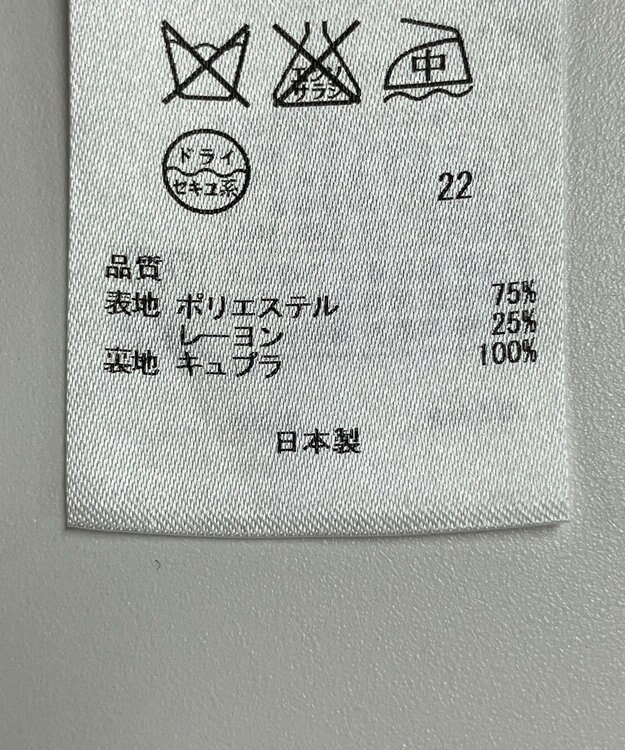 エンソ
サラシ
中
ドライ
セキユ系
22
品質
表地 ポリエステル 75%
レーヨン 25%
裏地 キュプラ 100%
日本製